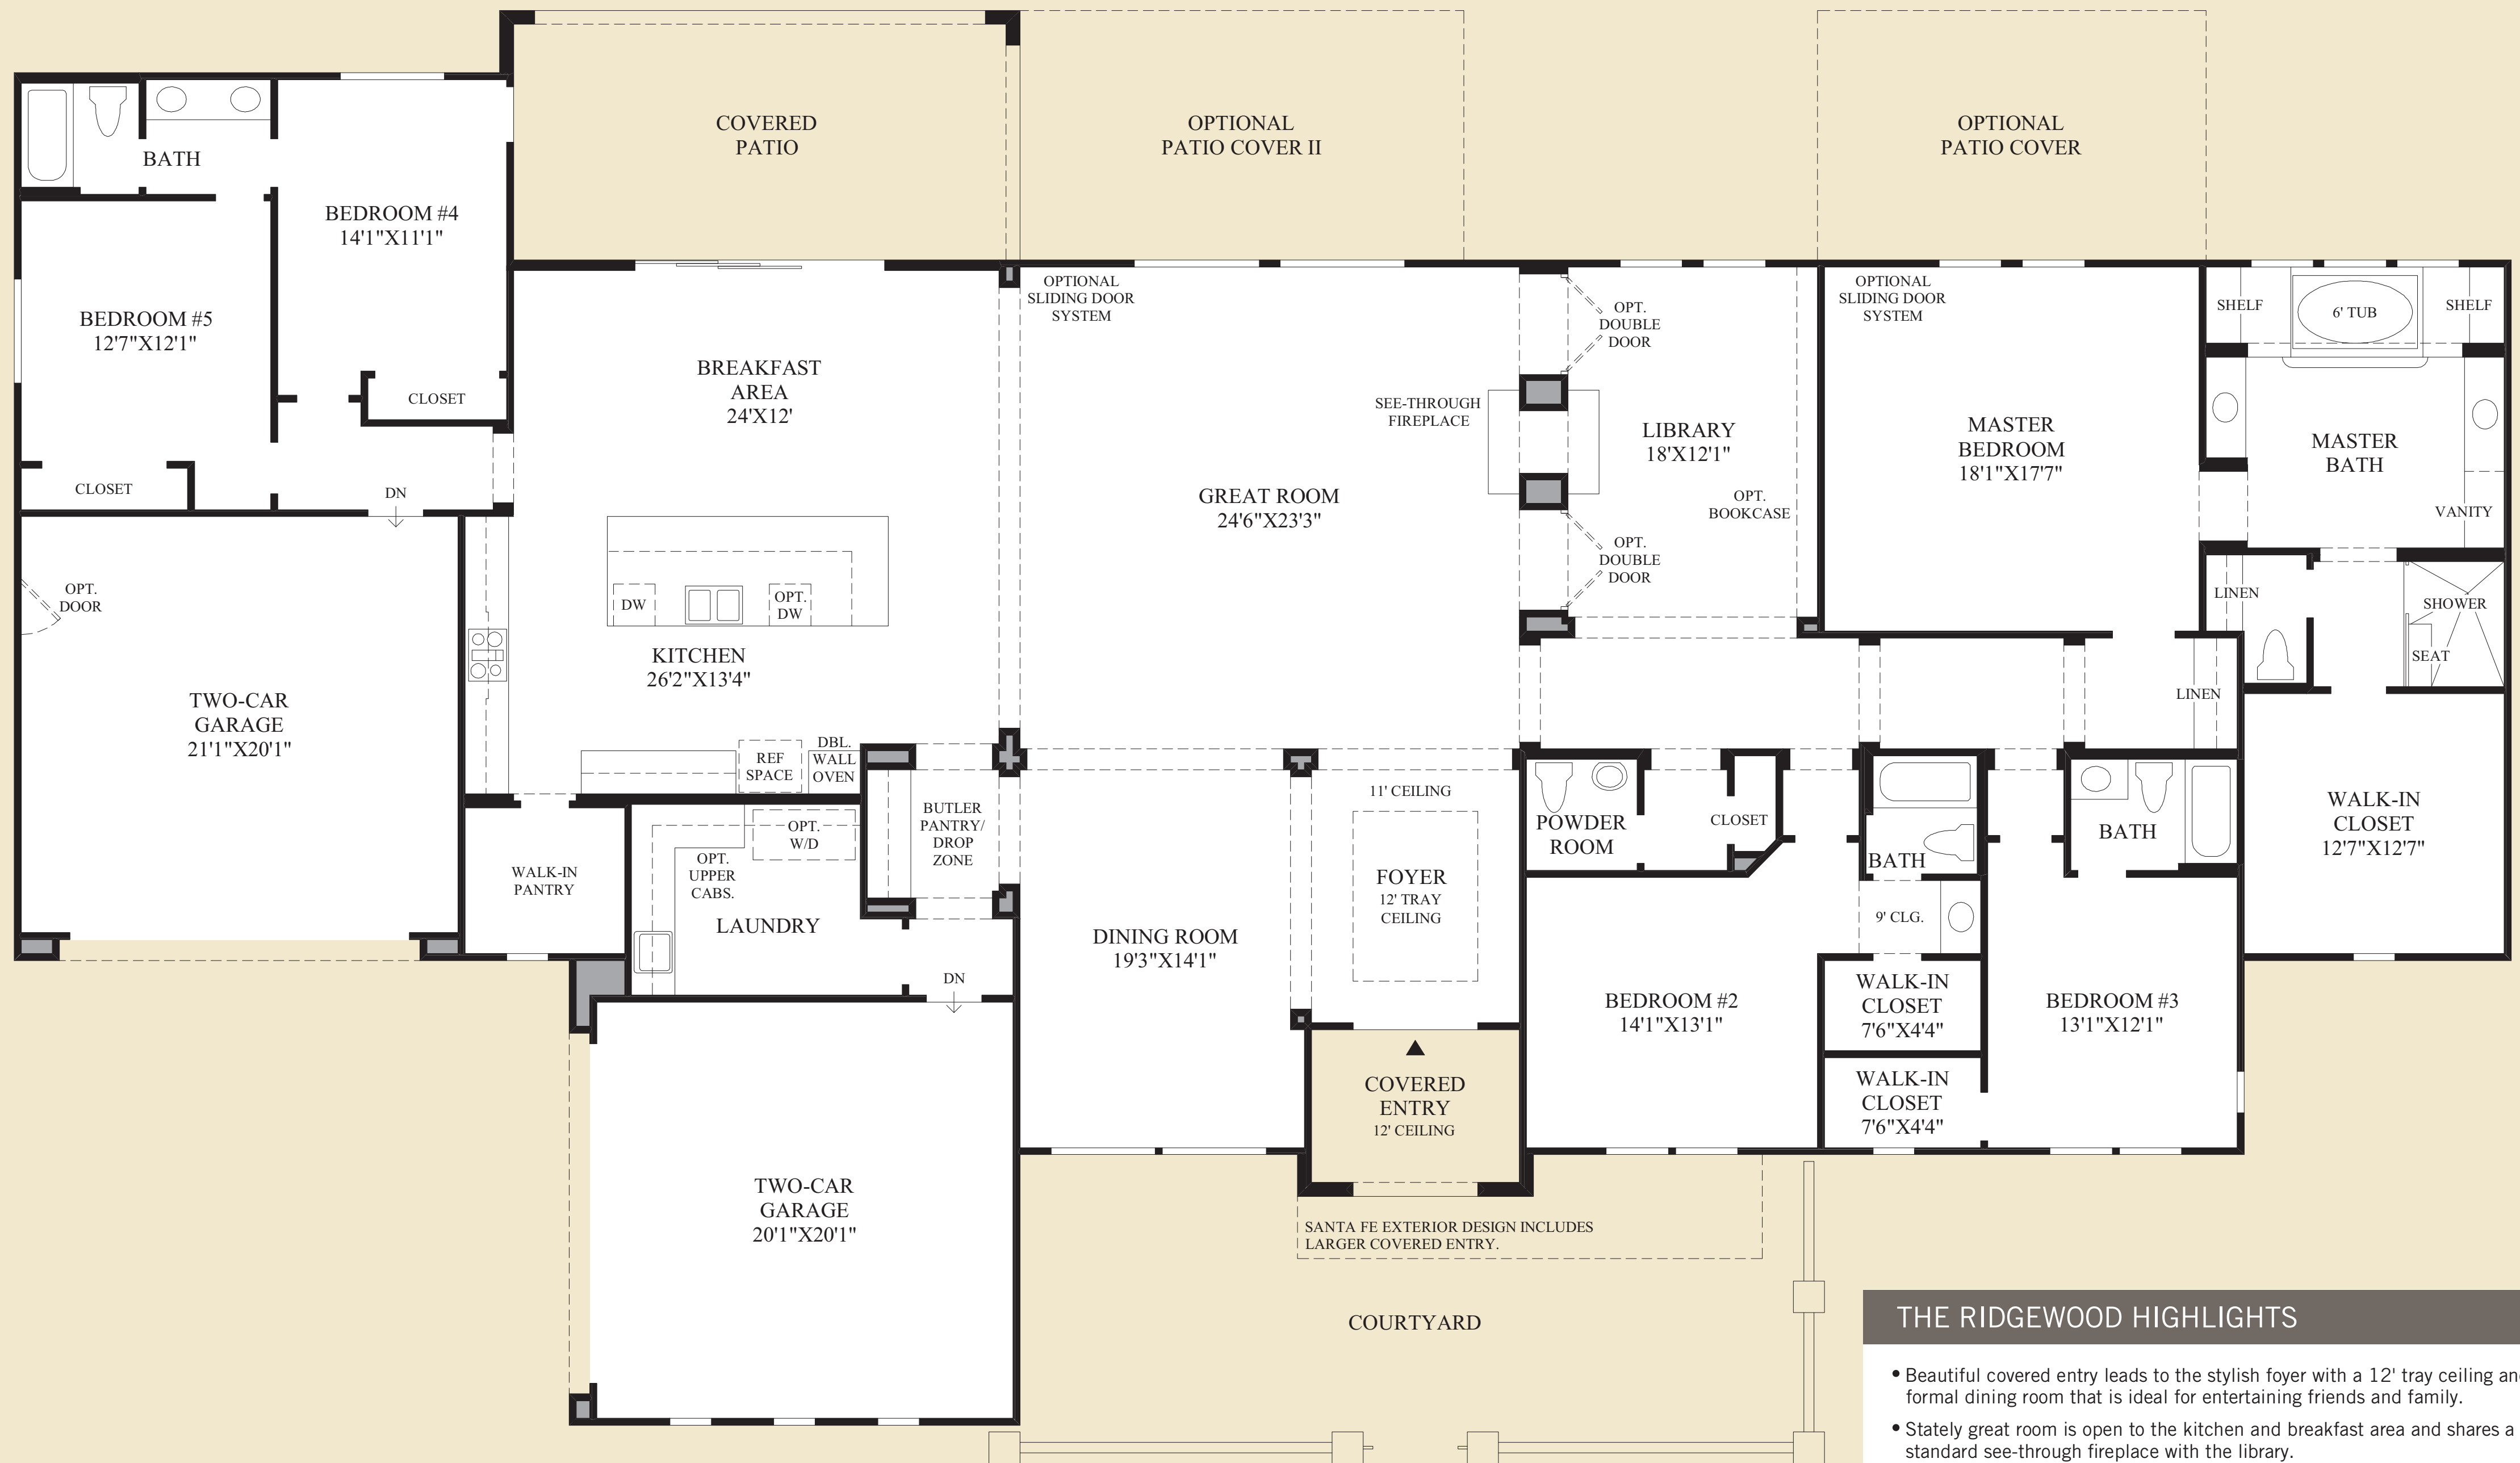 COVERED
PATIO
OPTIONAL
PATIO COVER II
OPTIONAL
PATIO COVER
BATH
BEDROOM #4
14'1"X11'1"
BEDROOM #5
12'7"X12'1"
CLOSET
CLOSET
DN
BREAKFAST
AREA
24'X12'
OPTIONAL
SLIDING DOOR
SYSTEM
GREAT ROOM
24'6"X23'3"
SEE-THROUGH
FIREPLACE
OPT.
DOUBLE
DOOR
LIBRARY
18'X12'1"
OPT.
BOOKCASE
OPT.
DOUBLE
DOOR
OPTIONAL
SLIDING DOOR
SYSTEM
MASTER
BEDROOM
18'1"X17'7"
SHELF
6' TUB
SHELF
MASTER
BATH
VANITY
LINEN
SHOWER
SEAT
LINEN
OPT.
DOOR
TWO-CAR
GARAGE
21'1"X20'1"
DW
OPT.
DW
KITCHEN
26'2"X13'4"
REF
SPACE
DBL.
WALL
OVEN
WALK-IN
PANTRY
OPT.
W/D
OPT.
UPPER
CABS.
LAUNDRY
BUTLER
PANTRY/
DROP
ZONE
DN
DINING ROOM
19'3"X14'1"
11' CEILING
FOYER
12' TRAY
CEILING
POWDER
ROOM
CLOSET
BATH
9' CLG.
BATH
WALK-IN
CLOSET
12'7"X12'7"
BEDROOM #2
14'1"X13'1"
WALK-IN
CLOSET
7'6"X4'4"
WALK-IN
CLOSET
7'6"X4'4"
BEDROOM #3
13'1"X12'1"
COVERED
ENTRY
12' CEILING
TWO-CAR
GARAGE
20'1"X20'1"
SANTA FE EXTERIOR DESIGN INCLUDES
LARGER COVERED ENTRY.
COURTYARD
THE RIDGEWOOD HIGHLIGHTS
• Beautiful covered entry leads to the stylish foyer with a 12' tray ceiling and
formal dining room that is ideal for entertaining friends and family.
• Stately great room is open to the kitchen and breakfast area and shares a
standard see-through fireplace with the library.